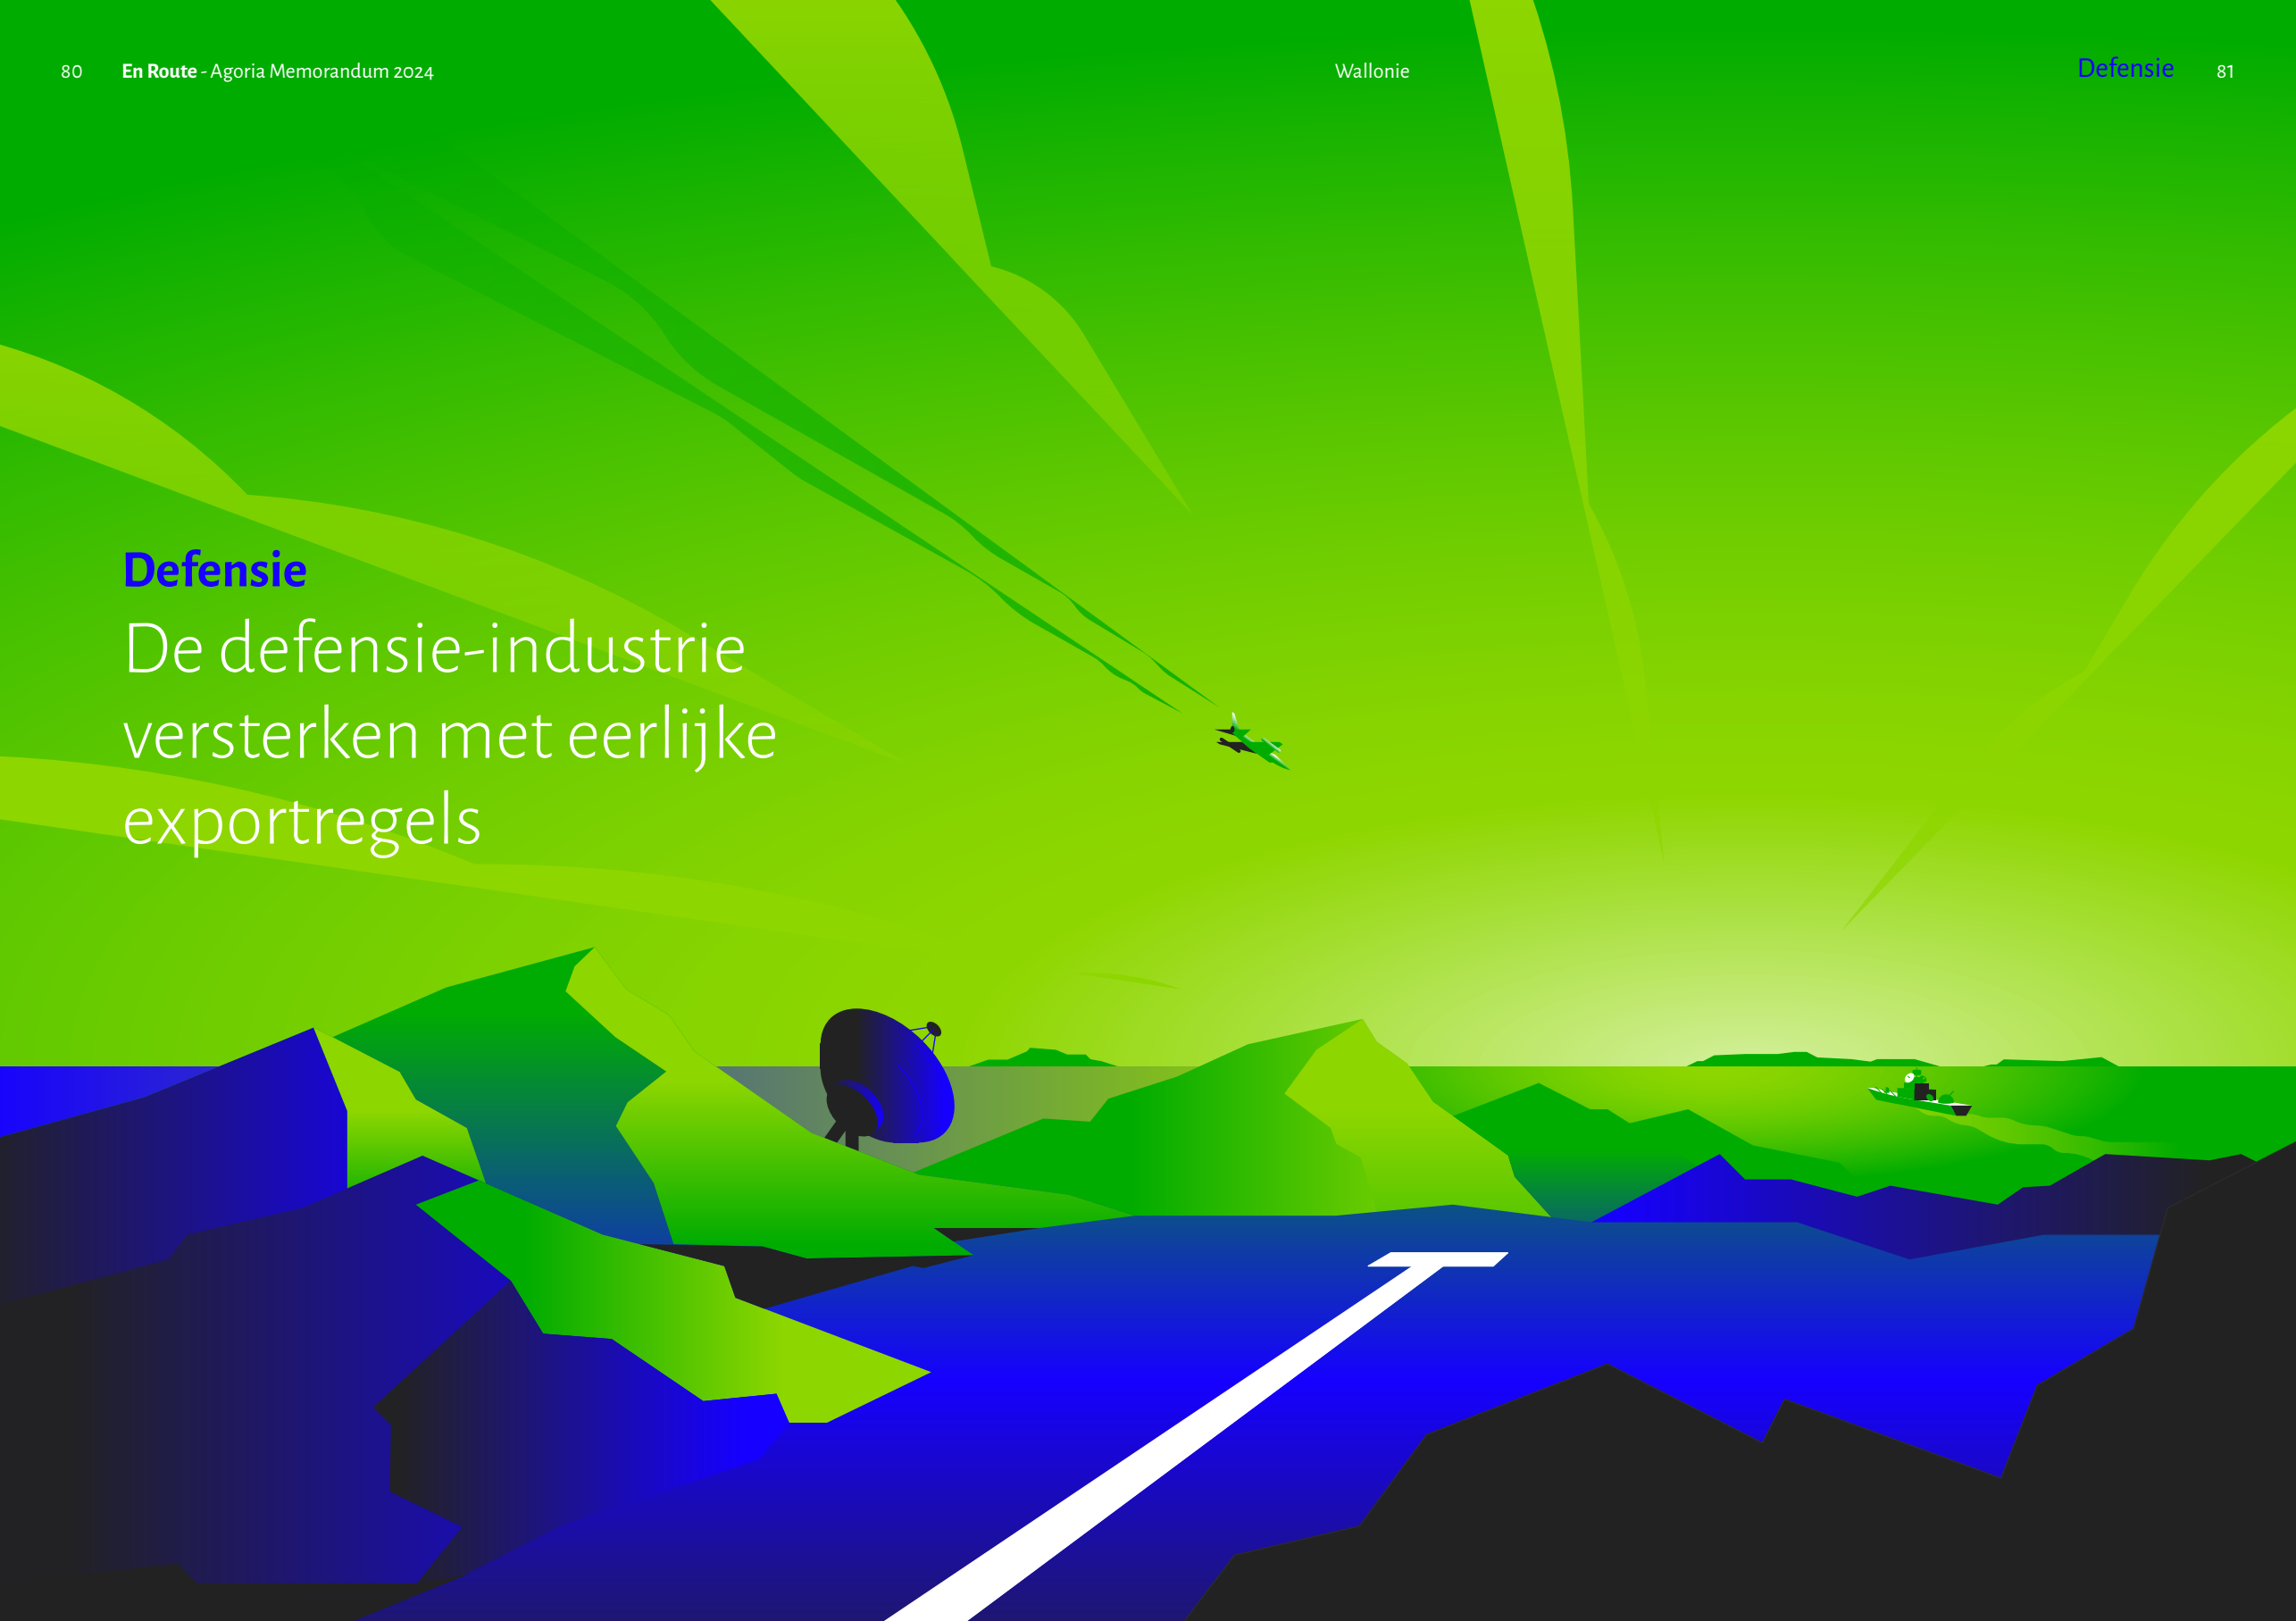 80 En Route - Agoria Memorandum 2024
Wallonie
Defensie 81
Defensie
De defensie-industrie
versterken met eerlijke
exportregels